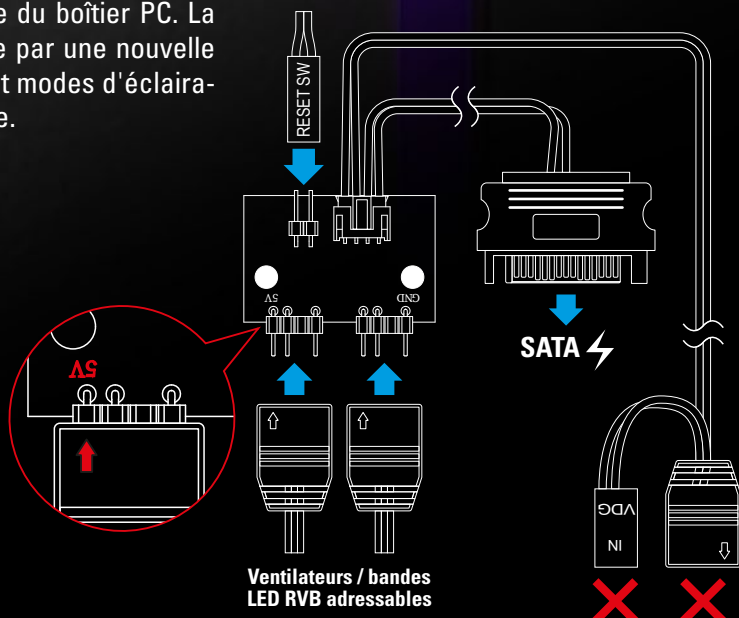 e du boîtier PC. La
e par une nouvelle
t modes d'éclaira-
e.
RESET SW
5V
GND
5V
SATA
VDG
IN
Ventilateurs / bandes
LED RVB adressables